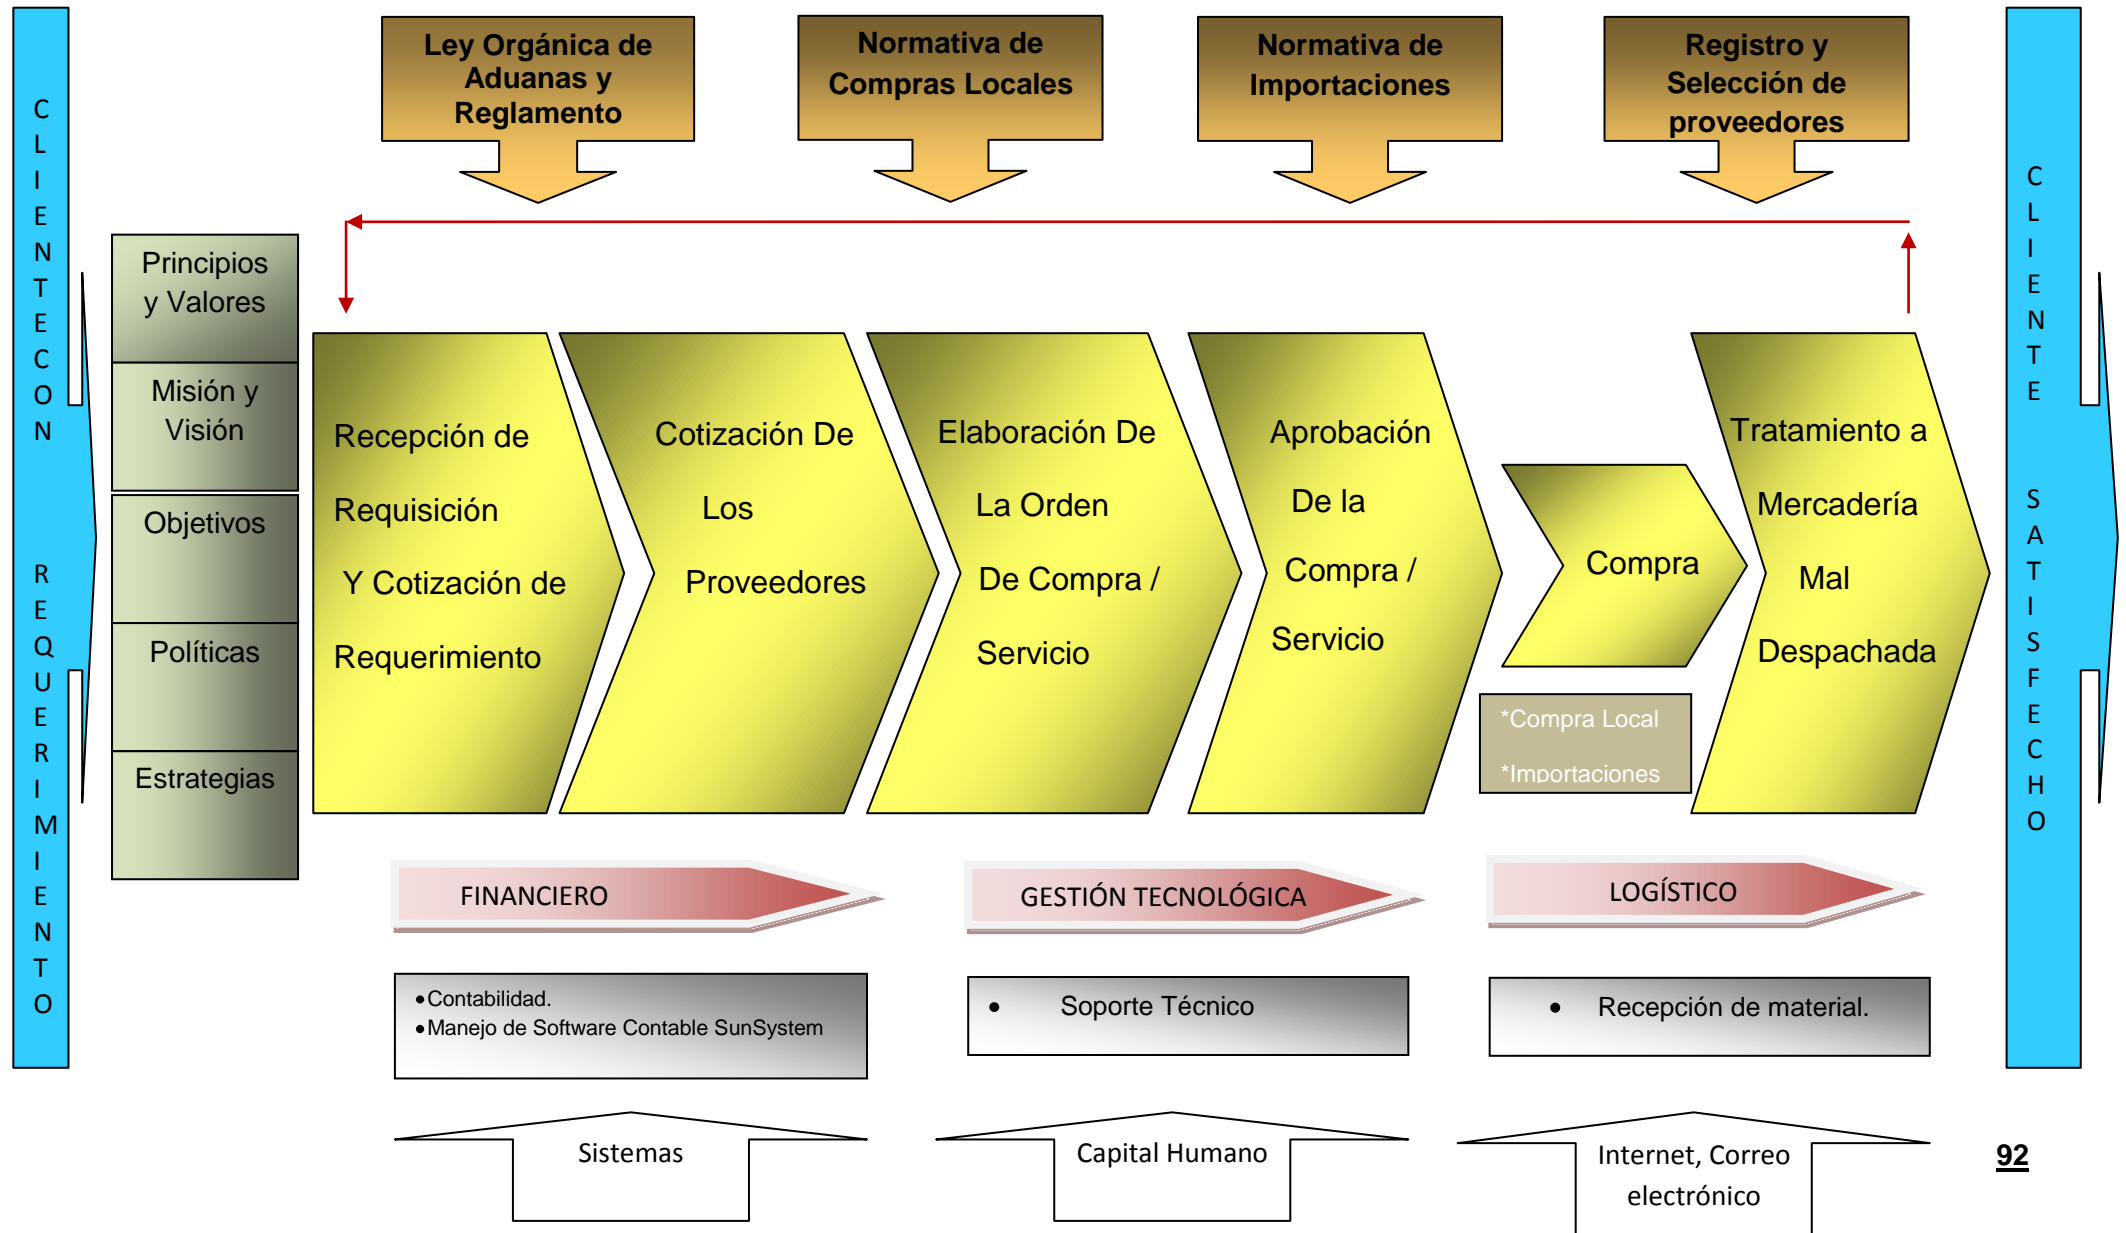 CLIENTECON REQUERIMIENTO
Ley Orgánica de
Aduanas y
Reglamento
Normativa de
Compras Locales
Normativa de
Importaciones
Registro y
Selección de
proveedores
Principios
y Valores
Misión y
Visión
Objetivos
Políticas
Estrategias
Recepción de
Requisición
Y Cotización de
Requerimiento
Cotización De
Los
Proveedores
Elaboración De
La Orden
De Compra /
Servicio
Aprobación
De la
Compra /
Servicio
Compra
*Compra Local
*Importaciones
Tratamiento a
Mercadería
Mal
Despachada
CLIENTE SATISFECHO
FINANCIERO
GESTIÓN TECNOLÓGICA
LOGÍSTICO
•Contabilidad.
•Manejo de Software Contable SunSystem
• Soporte Técnico
• Recepción de material.
Sistemas
Capital Humano
Internet, Correo
electrónico
92